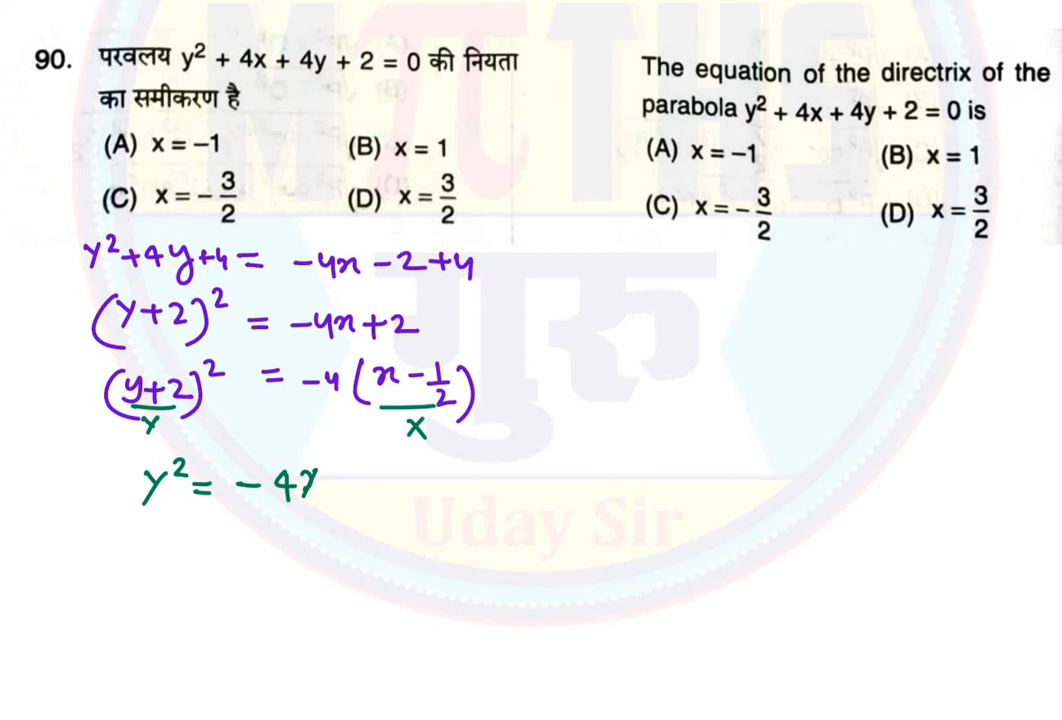 90. परवलय y² + 4x + 4y + 2 = 0 की नियता
का समीकरण है
(A) x = −1 (B) x = 1
(C) x = −3/2 (D) x = 3/2
The equation of the directrix of the
parabola y² + 4x + 4y + 2 = 0 is
(A) x = −1 (B) x = 1
(C) x = −3/2 (D) x = 3/2
y²+4y+4 = −4x −2+4
(y+2)² = −4x+2
(y+2)² = −4(x − 1/2)
Y X
Y² = −4X
MATHS
गुरु
Uday Sir